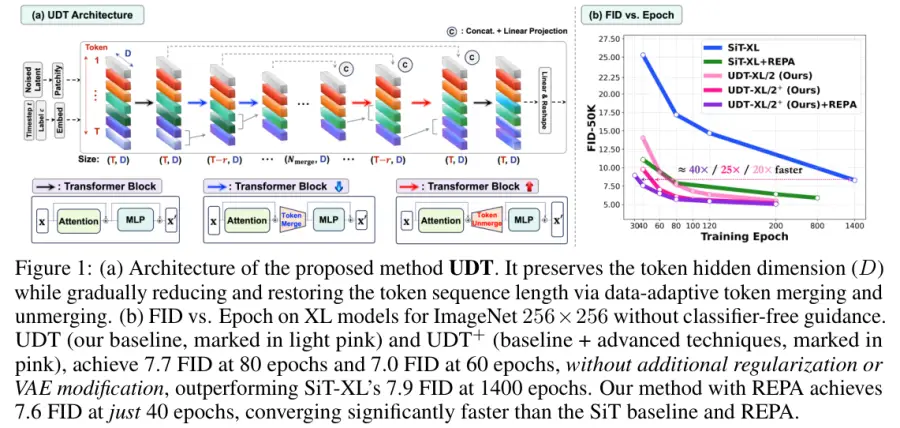 (a) UDT Architecture
Ⓒ : Concat. + Linear Projection
Token
D
1
T
Noised
Latent
Patchify
Timestep t
Label c
Embed
C
C
C
Linear & Reshape
Size: (T, D) (T, D) (T−r, D) ··· (N_merge, D) ··· (T−r, D) (T, D) (T, D)
: Transformer Block
x Attention MLP x'
: Transformer Block
x Attention Token Merge MLP x'
: Transformer Block
x Attention Token Unmerge MLP x'
(b) FID vs. Epoch
FID-50K
27.50
25.00
22.25
20.00
17.50
15.00
12.50
10.00
7.50
5.00
SiT-XL
SiT-XL+REPA
UDT-XL/2 (Ours)
UDT-XL/2⁺ (Ours)
UDT-XL/2⁺ (Ours)+REPA
≈ 40× / 25× / 20× faster
30 40 60 80 100 120 200 800 1400
Training Epoch
Figure 1: (a) Architecture of the proposed method UDT. It preserves the token hidden dimension (D)
while gradually reducing and restoring the token sequence length via data-adaptive token merging and
unmerging. (b) FID vs. Epoch on XL models for ImageNet 256×256 without classifier-free guidance.
UDT (our baseline, marked in light pink) and UDT⁺ (baseline + advanced techniques, marked in
pink), achieve 7.7 FID at 80 epochs and 7.0 FID at 60 epochs, without additional regularization or
VAE modification, outperforming SiT-XL's 7.9 FID at 1400 epochs. Our method with REPA achieves
7.6 FID at just 40 epochs, converging significantly faster than the SiT baseline and REPA.